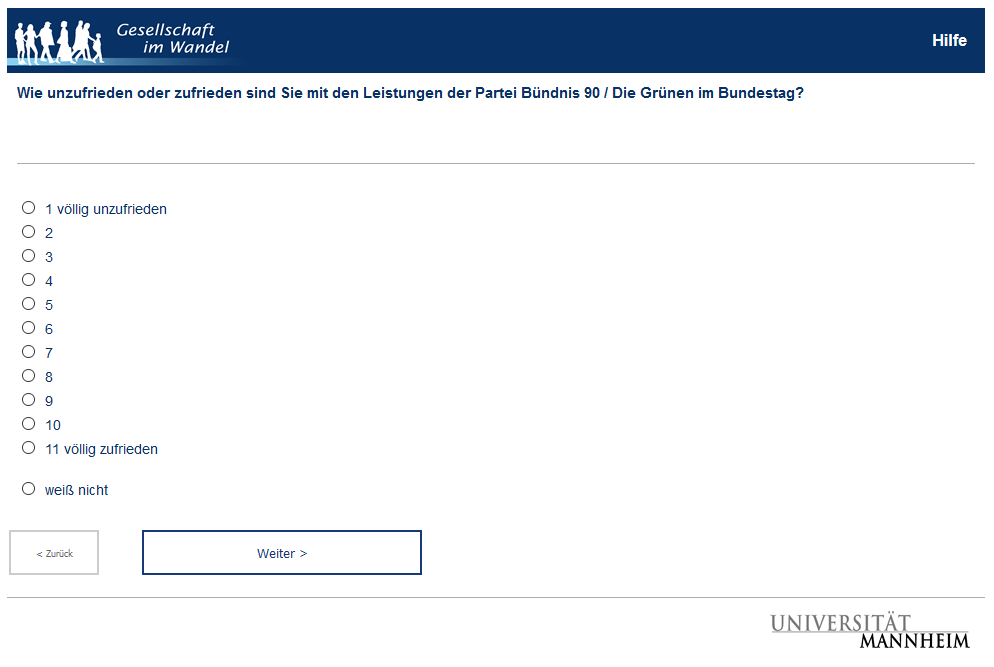 Gesellschaft
im Wandel
Hilfe
Wie unzufrieden oder zufrieden sind Sie mit den Leistungen der Partei Bündnis 90 / Die Grünen im Bundestag?
1 völlig unzufrieden
2
3
4
5
6
7
8
9
10
11 völlig zufrieden
weiß nicht
< Zurück
Weiter >
UNIVERSITÄT
MANNHEIM